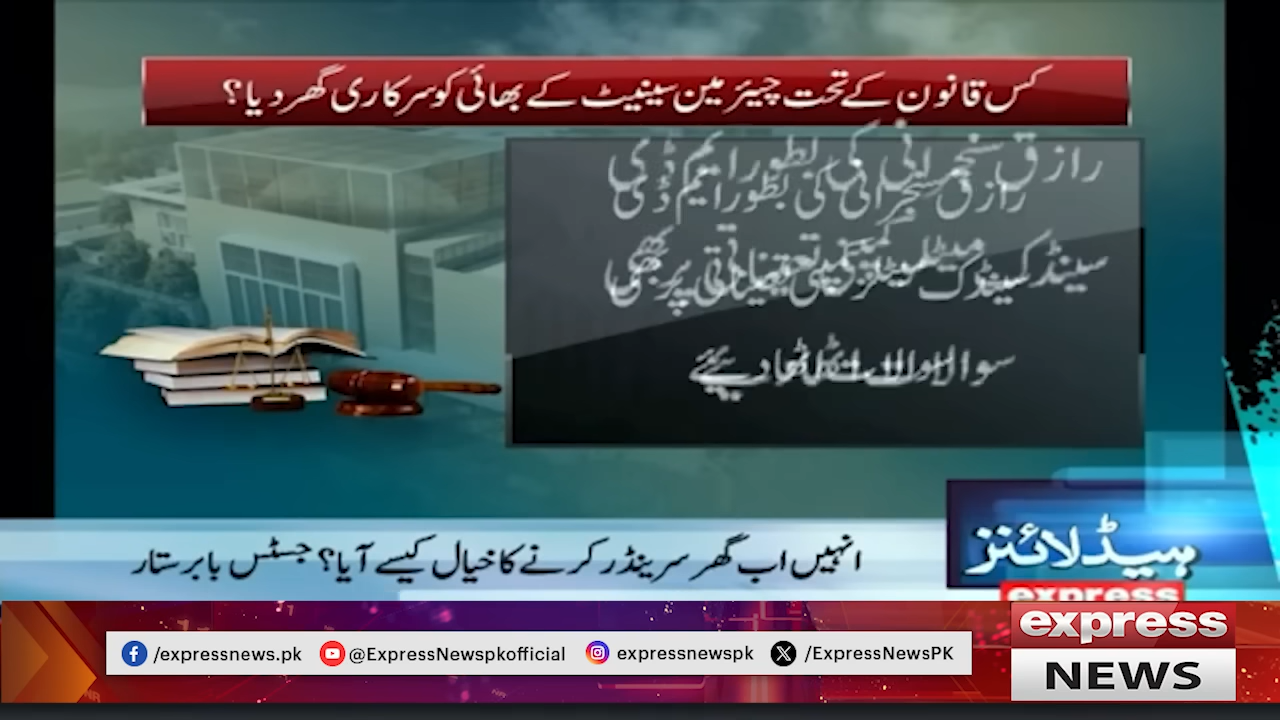 کس قانون کے تحت چیئرمین سینیٹ کے بھائی کو سرکاری گھر دیا؟
رازق سنجرانی کی بطور ایم ڈی
سینڈک میٹلز کمپنی تعیناتی پر بھی
سوالات اٹھا دیئے
انہیں اب گھر سرینڈر کرنے کا خیال کیسے آیا؟ جسٹس بابر ستار
ہیڈلائنز
express
express
NEWS
/expressnews.pk
@ExpressNewspkofficial
expressnewspk
/ExpressNewsPK